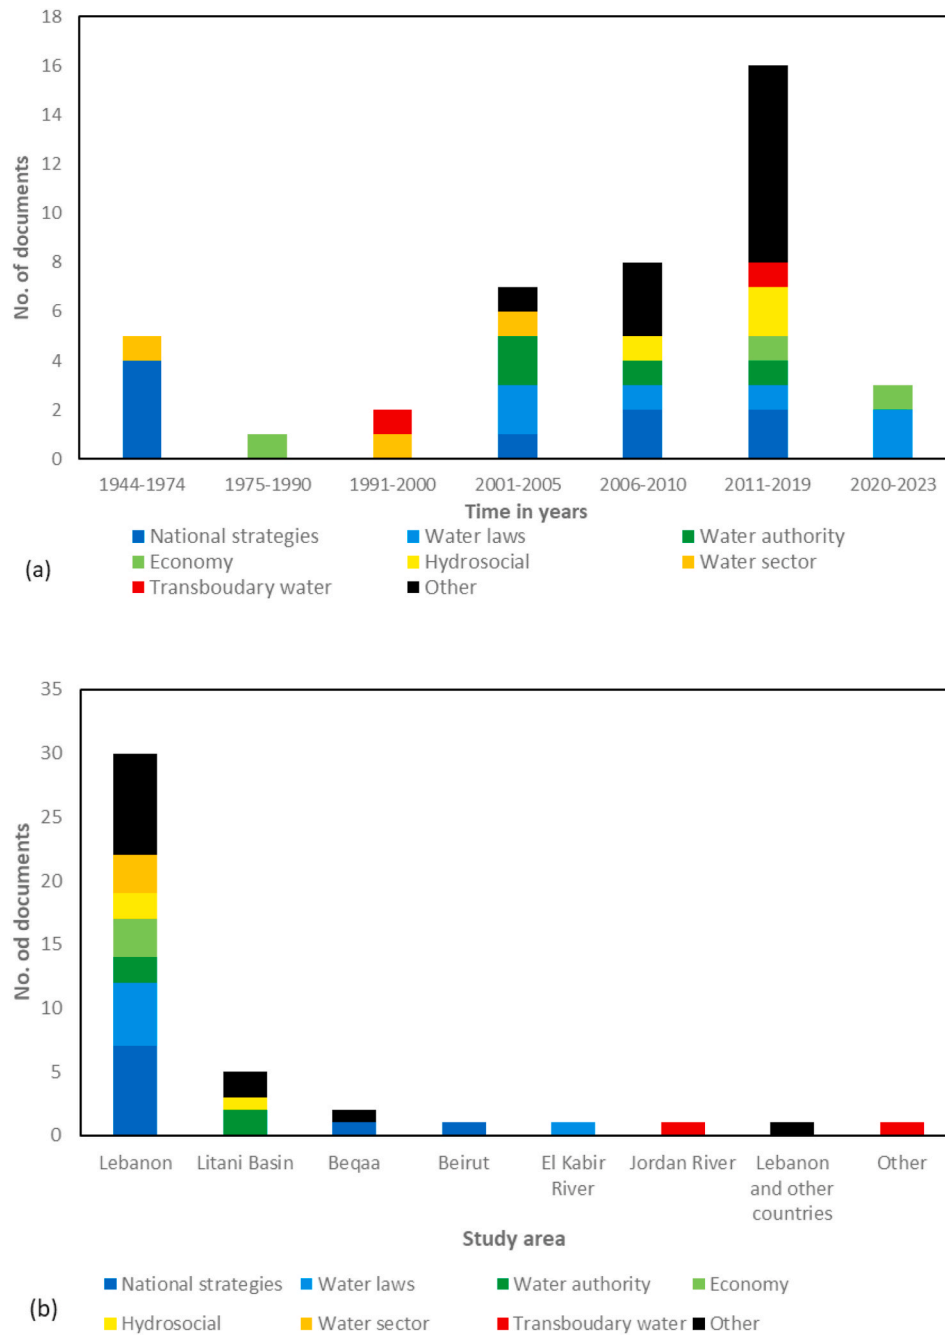 18
16
14
12
10
8
6
4
2
0
No. of documents
1944-1974 1975-1990 1991-2000 2001-2005 2006-2010 2011-2019 2020-2023
Time in years
National strategies Water laws Water authority
Economy Hydrosocial Water sector
Transboudary water Other
(a)
35
30
25
20
15
10
5
0
No. od documents
Lebanon Litani Basin Beqaa Beirut El Kabir Jordan River Lebanon Other
River and other
countries
Study area
National strategies Water laws Water authority Economy
Hydrosocial Water sector Transboudary water Other
(b)